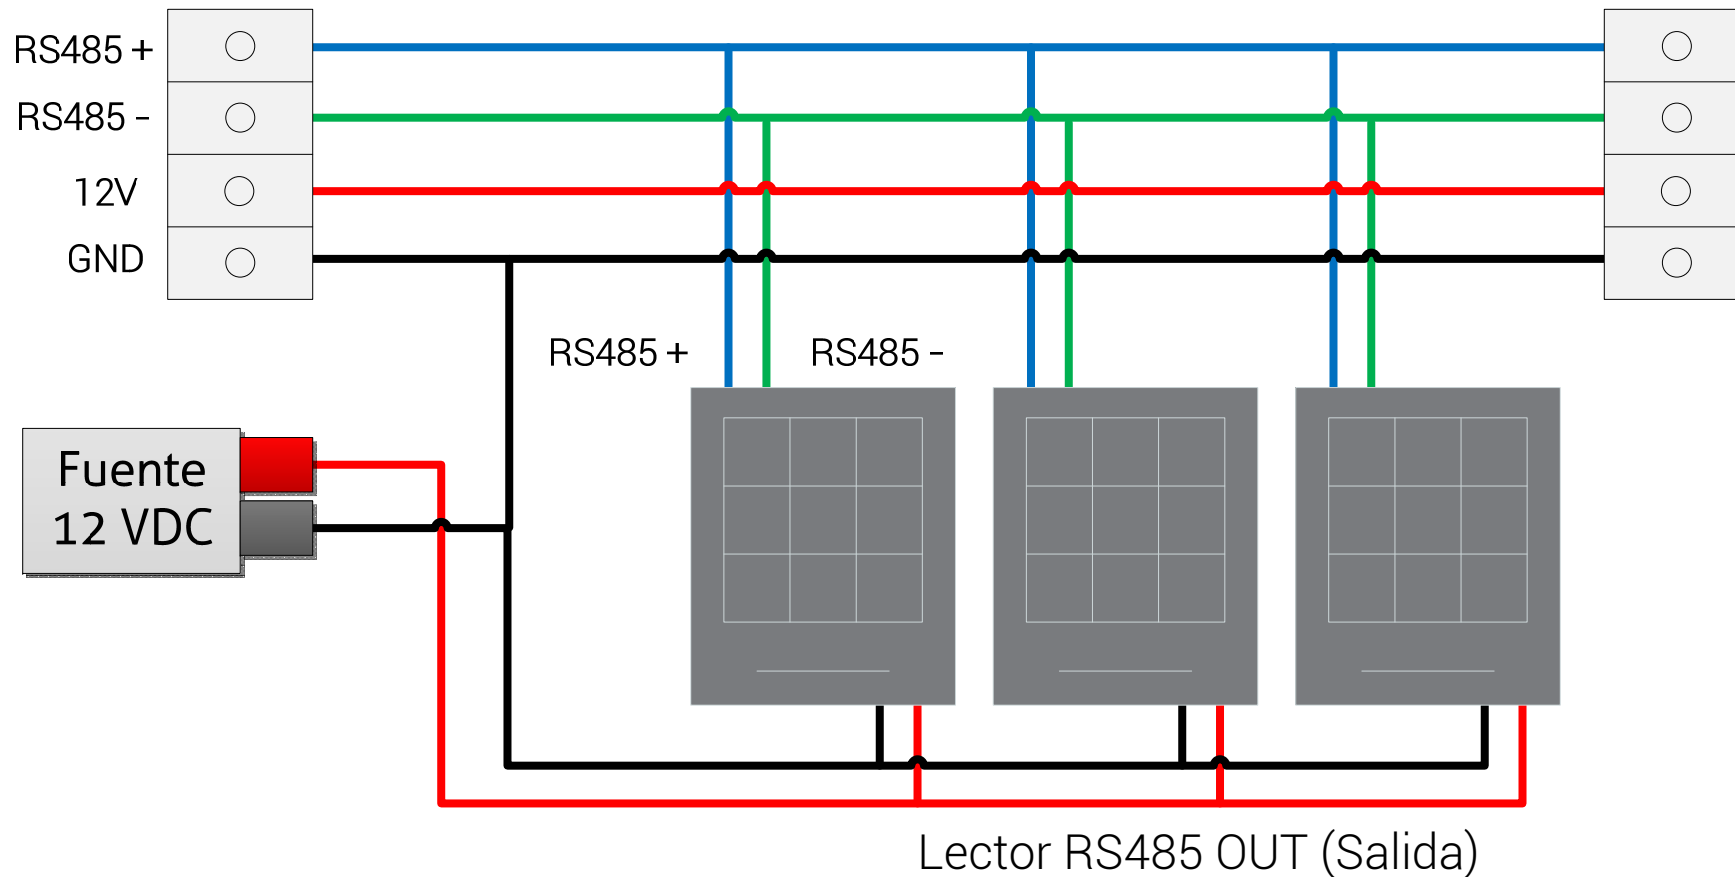 RS485 +
RS485 -
12V
GND
RS485 +
RS485 -
Fuente
12 VDC
Lector RS485 OUT (Salida)